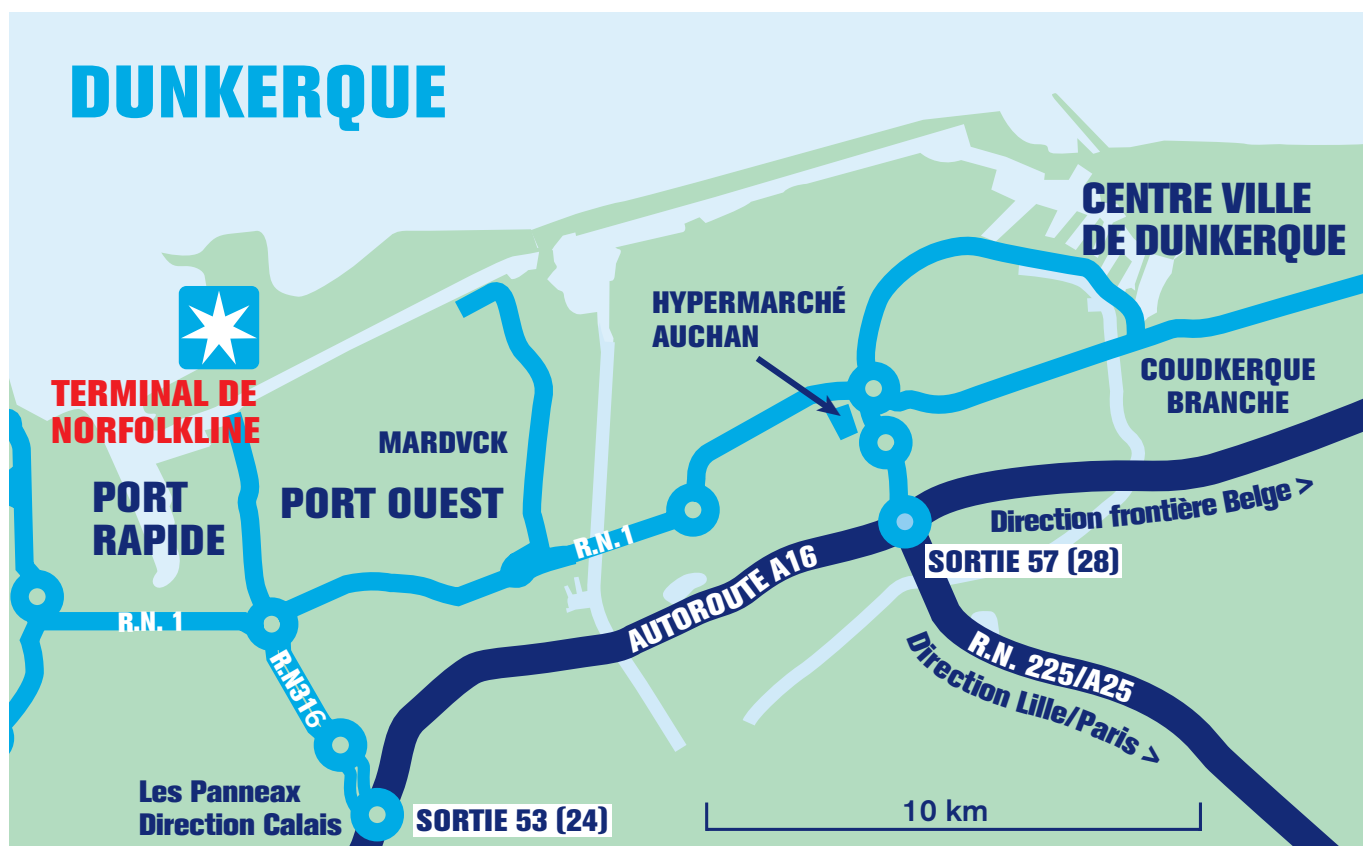 DUNKERQUE
CENTRE VILLE
DE DUNKERQUE
HYPERMARCHÉ
AUCHAN
COUDKERQUE
BRANCHE
TERMINAL DE
NORFOLKLINE
MARDVCK
PORT
RAPIDE
PORT OUEST
R.N. 1
Direction frontière Belge >
SORTIE 57 (28)
AUTOROUTE A16
R.N. 1
R.N316
R.N. 225/A25
Direction Lille/Paris >
Les Panneax
Direction Calais
SORTIE 53 (24)
10 km